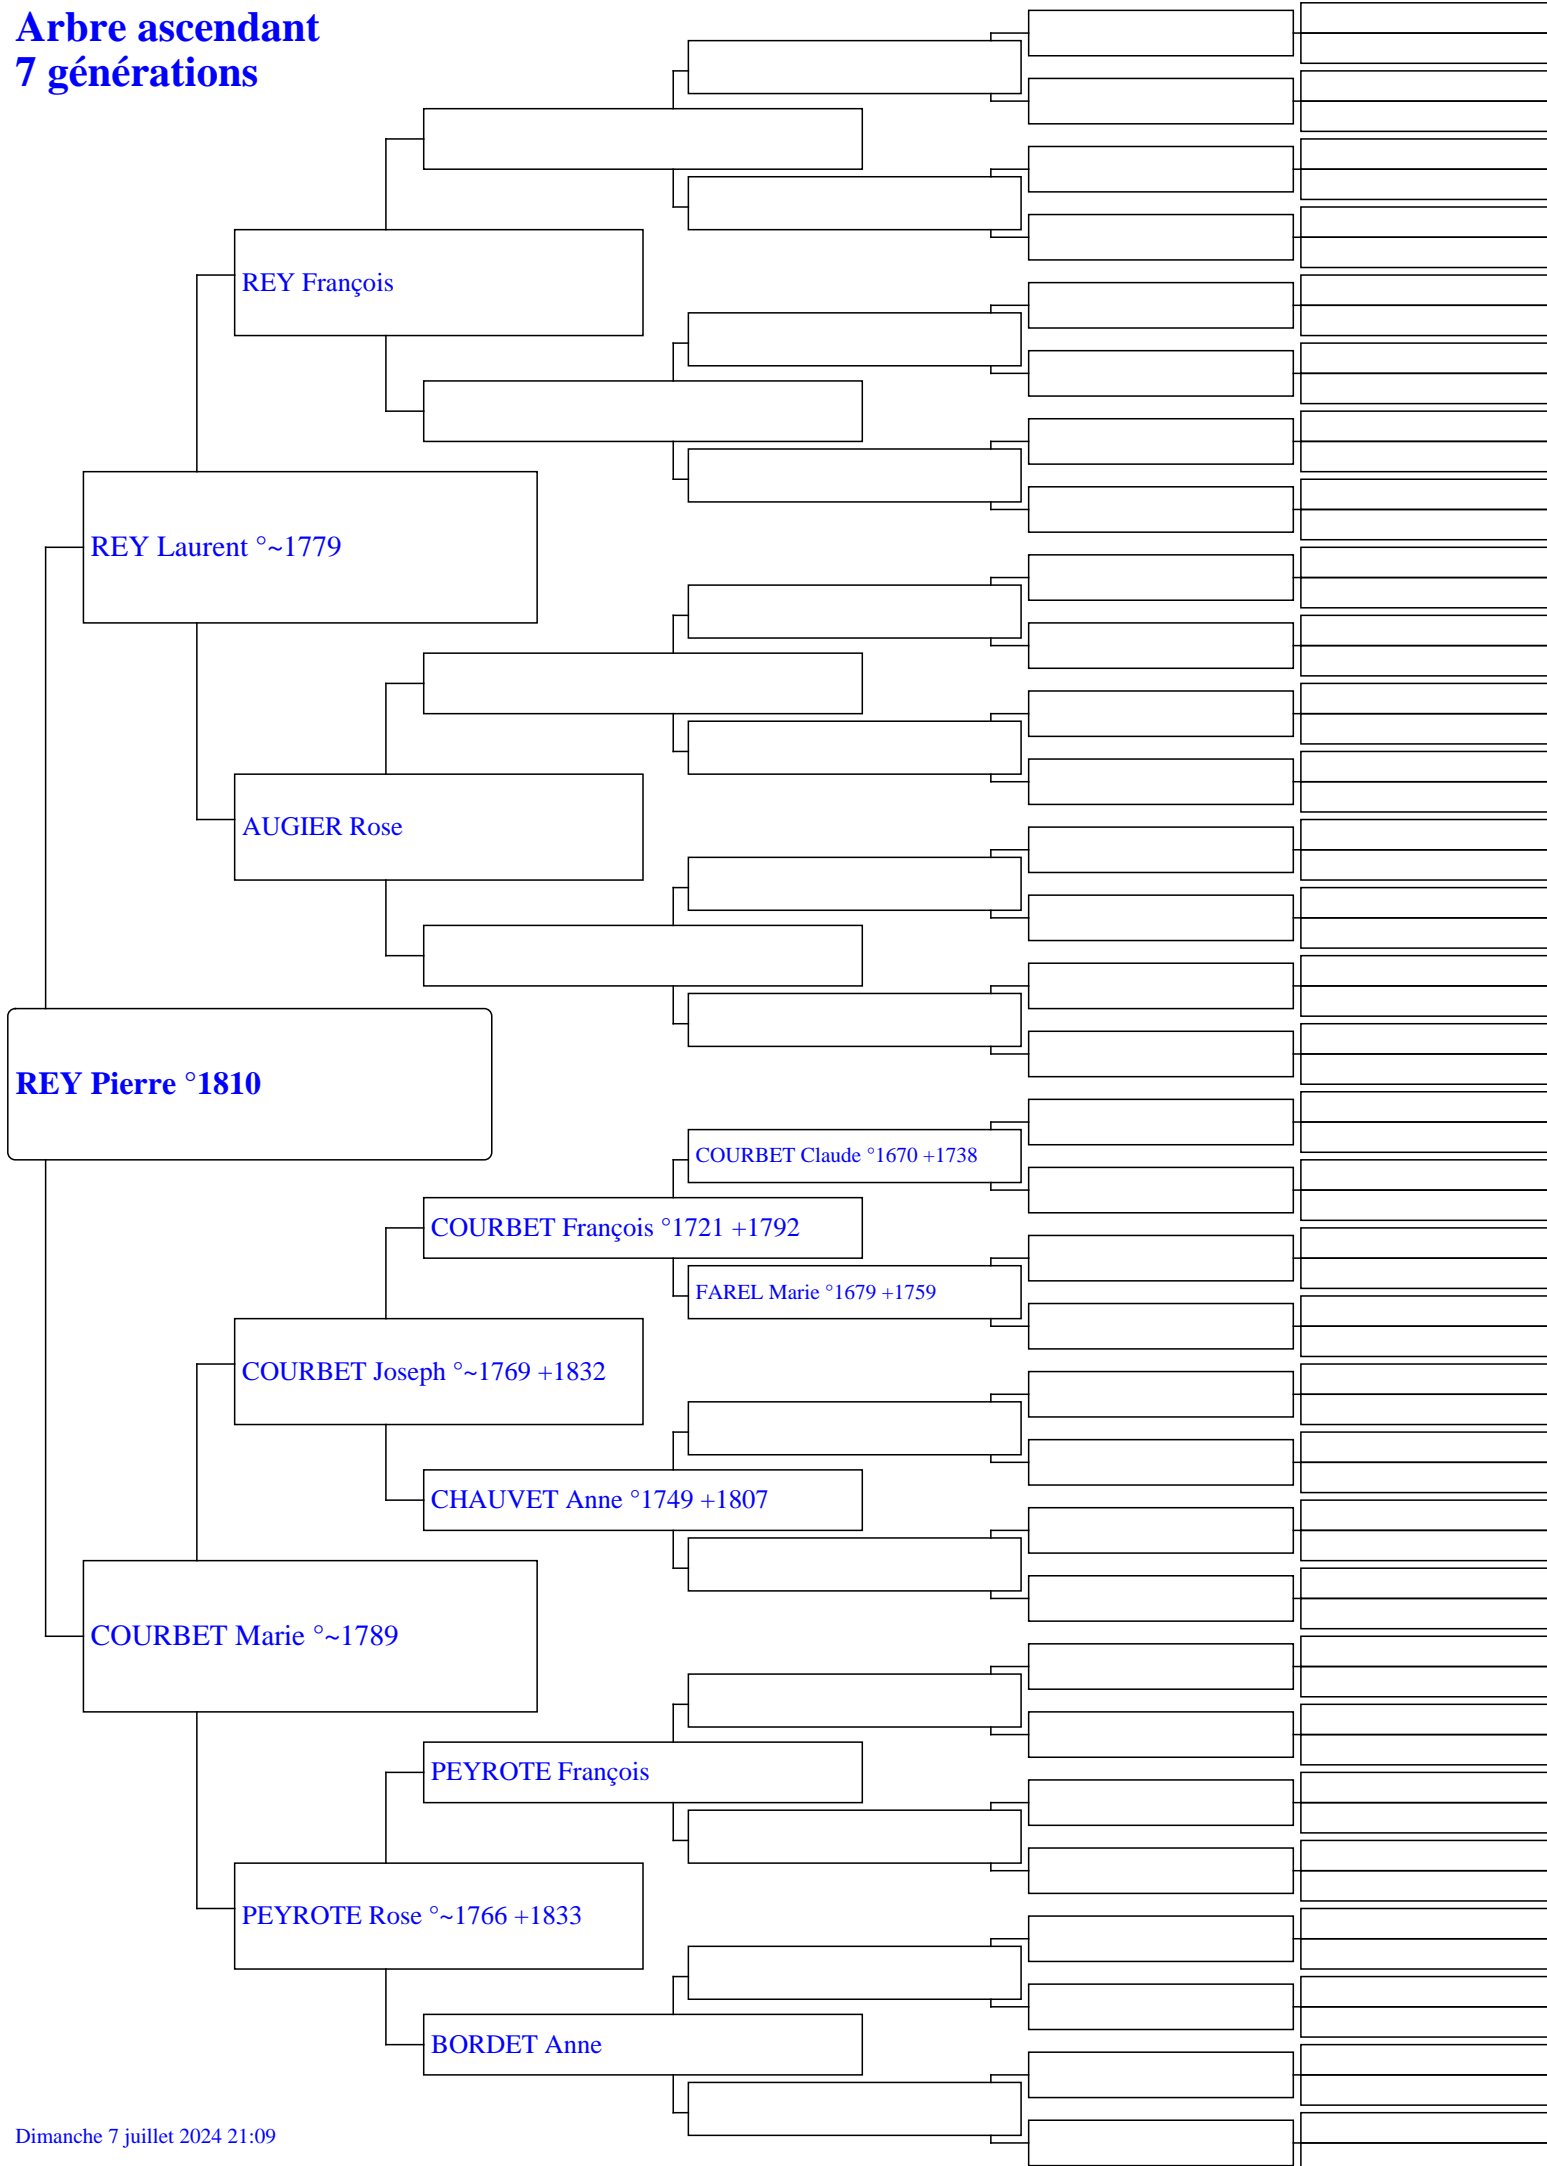 Arbre ascendant
7 générations
REY François
REY Laurent °~1779
AUGIER Rose
REY Pierre °1810
COURBET Claude °1670 +1738
COURBET François °1721 +1792
FAREL Marie °1679 +1759
COURBET Joseph °~1769 +1832
CHAUVET Anne °1749 +1807
COURBET Marie °~1789
PEYROTE François
PEYROTE Rose °~1766 +1833
BORDET Anne
Dimanche 7 juillet 2024 21:09